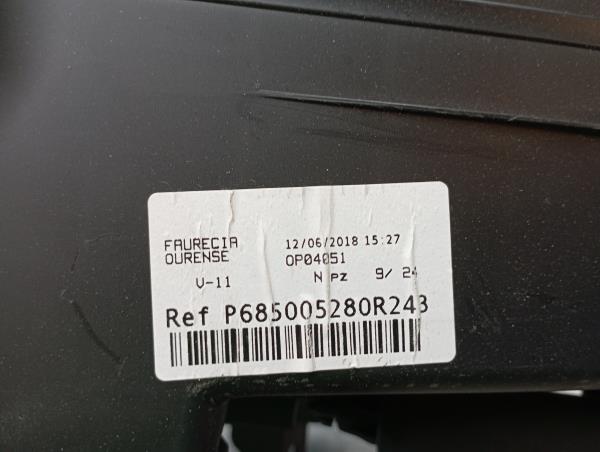 FAURECIA 12/06/2018 15:27
OURENSE OP04051
V-11 N pz 9/ 24
Ref P685005280R243